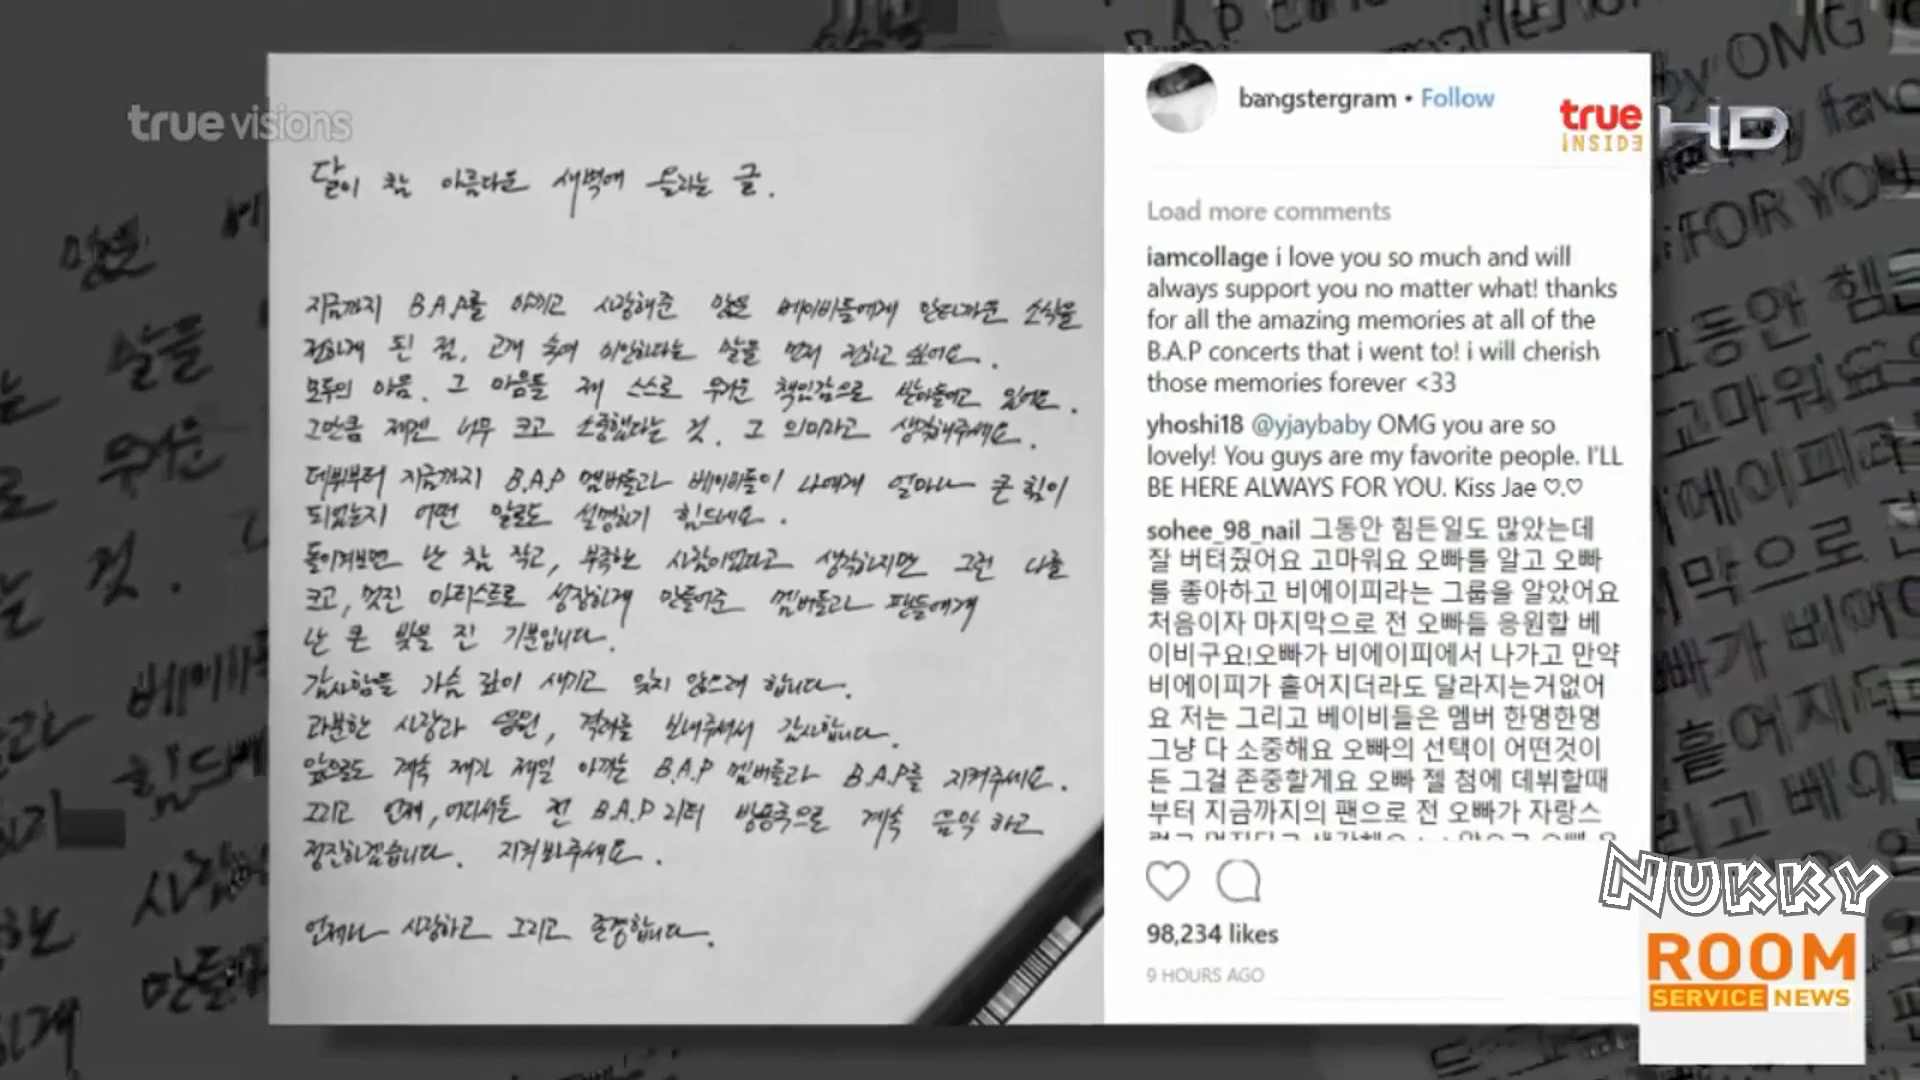 true visions
달이 참 아름다운 새벽에 올리는 글.
지금까지 B.A.P를 아끼고 사랑해준 많은 베이비들에게 안타까운 소식을
전하게 된 점, 고개 숙여 미안하다는 말을 먼저 전하고 싶어요.
모두의 마음. 그 마음들 제 스스로 무거운 책임감으로 받아들이고 있어요.
그만큼 제겐 너무 크고 소중했다는 것. 그 의미라고 생각해주세요.
데뷔부터 지금까지 B.A.P 멤버들과 베이비들이 나에게 얼마나 큰 힘이
되었는지 어떤 말로도 설명하기 힘드네요.
돌이켜보면 난 참 작고, 부족한 사람이었다고 생각하지만 그런 나를
크고, 멋진 아티스트로 성장하게 만들어준 멤버들과 팬들에게
난 큰 빚을 진 기분입니다.
감사함을 가슴 깊이 새기고 잊지 않으려 합니다.
과분한 사랑과 응원, 격려를 보내주셔서 감사합니다.
앞으로도 계속 제가 제일 아끼는 B.A.P 멤버들과 B.A.P를 지켜주세요.
그리고 언제, 어디서든 전 B.A.P 리더 방용국으로 계속 음악하고
정진하겠습니다. 지켜봐주세요.
언제나 사랑하고 그리고 존경합니다.
bangstergram • Follow
true
INSIDE
HD
Load more comments
iamcollage i love you so much and will
always support you no matter what! thanks
for all the amazing memories at all of the
B.A.P concerts that i went to! i will cherish
those memories forever <33
yhoshi18 @yjaybaby OMG you are so
lovely! You guys are my favorite people. I'LL
BE HERE ALWAYS FOR YOU. Kiss Jae ♡.♡
sohee_98_nail 그동안 힘든일도 많았는데
잘 버텨줬어요 고마워요 오빠를 알고 오빠
를 좋아하고 비에이피라는 그룹을 알았어요
처음이자 마지막으로 전 오빠들 응원할 베
이비구요!오빠가 비에이피에서 나가고 만약
비에이피가 흩어지더라도 달라지는거없어
요 저는 그리고 베이비들은 멤버 한명한명
그냥 다 소중해요 오빠의 선택이 어떤것이
든 그걸 존중할게요 오빠 젤 첨에 데뷔할때
부터 지금까지의 팬으로 전 오빠가 자랑스
98,234 likes
9 HOURS AGO
NUKKY
ROOM
SERVICE NEWS